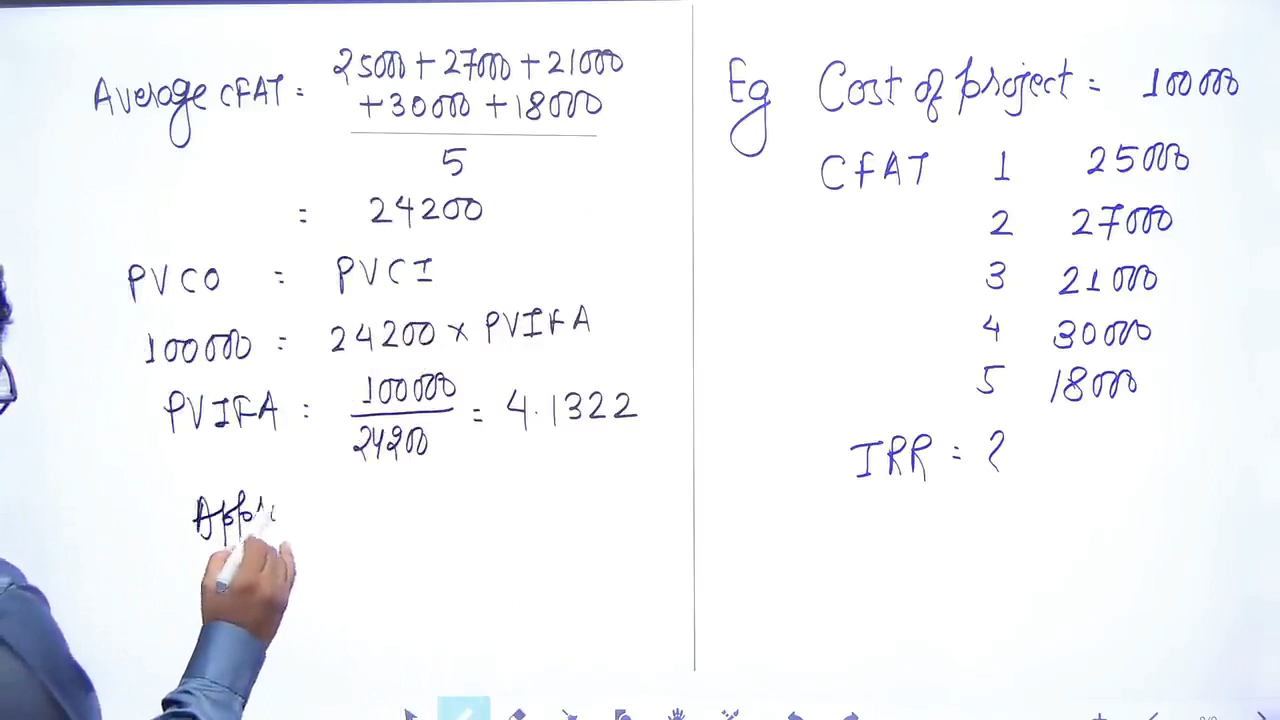 Average CFAT = 25000 + 27000 + 21000
+ 30000 + 18000
5
= 24200
PVCO = PVCI
100000 = 24200 × PVIFA
PVIFA = 100000 / 24200 = 4.1322
Eg Cost of project = 100000
CFAT 1 25000
2 27000
3 21000
4 30000
5 18000
IRR = ?